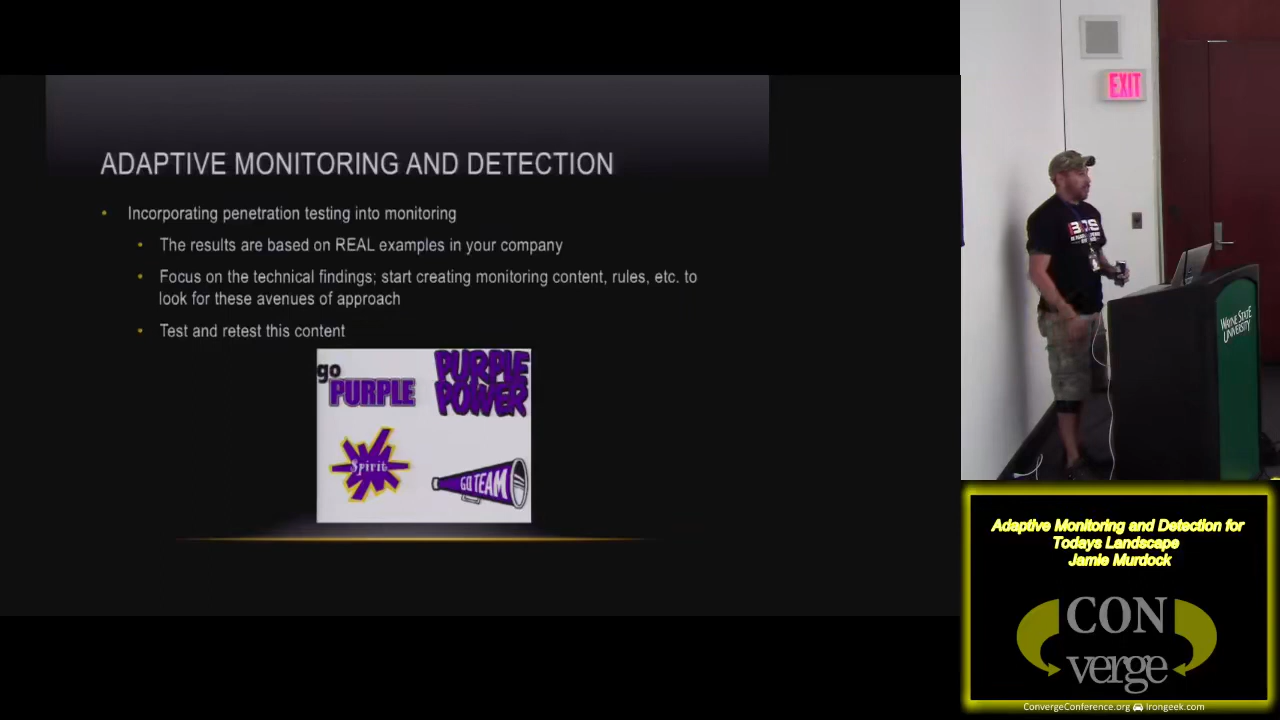 ADAPTIVE MONITORING AND DETECTION
Incorporating penetration testing into monitoring
The results are based on REAL examples in your company
Focus on the technical findings; start creating monitoring content, rules, etc. to
look for these avenues of approach
Test and retest this content
go
PURPLE
PURPLE
POWER
Spirit
GO TEAM
EXIT
WAYNE STATE
UNIVERSITY
Adaptive Monitoring and Detection for
Todays Landscape
Jamie Murdock
CON
verge
ConvergeConference.org Irongeek.com